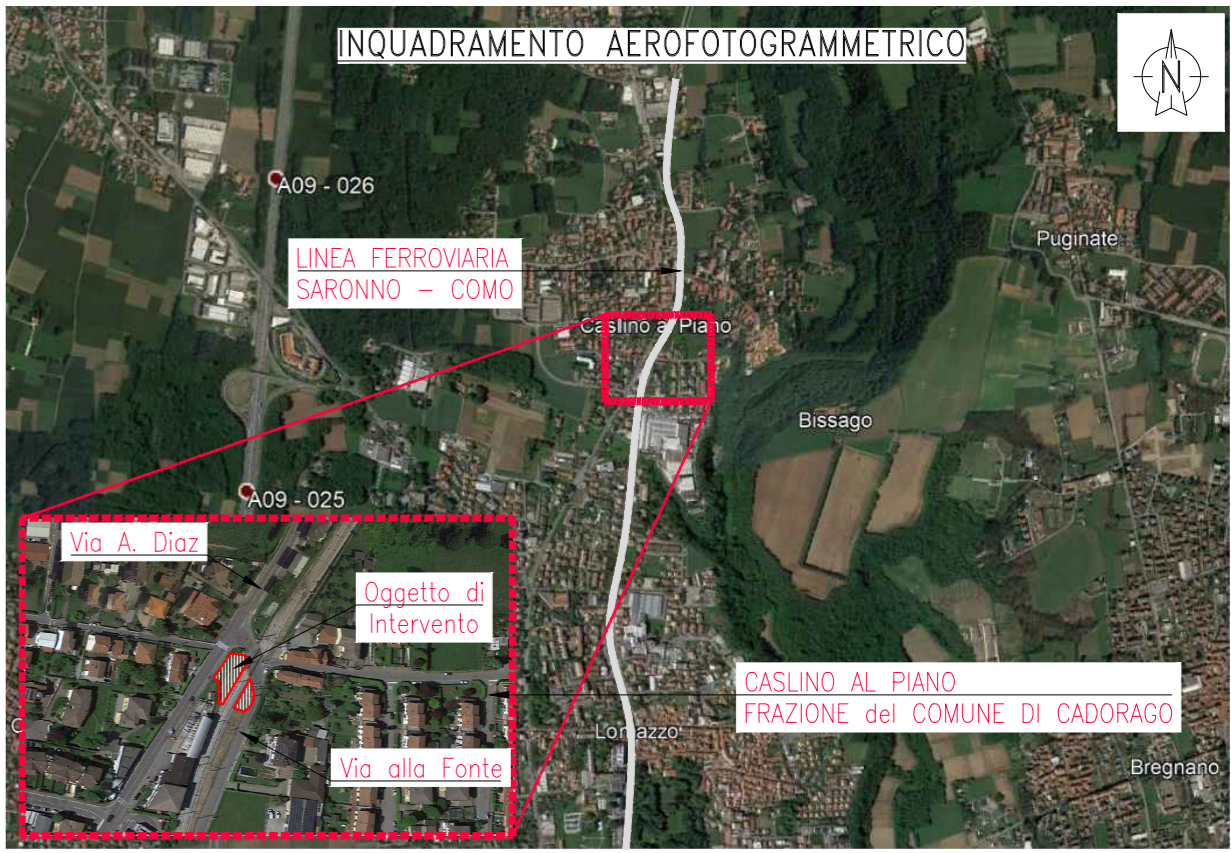 INQUADRAMENTO AEROFOTOGRAMMETRICO
N
A09 - 026
Puginate
LINEA FERROVIARIA
SARONNO - COMO
Caslino al Piano
Bissago
A09 - 025
Via A. Diaz
Oggetto di
Intervento
CASLINO AL PIANO
FRAZIONE del COMUNE DI CADORAGO
Lomazzo
Via alla Fonte
Bregnano